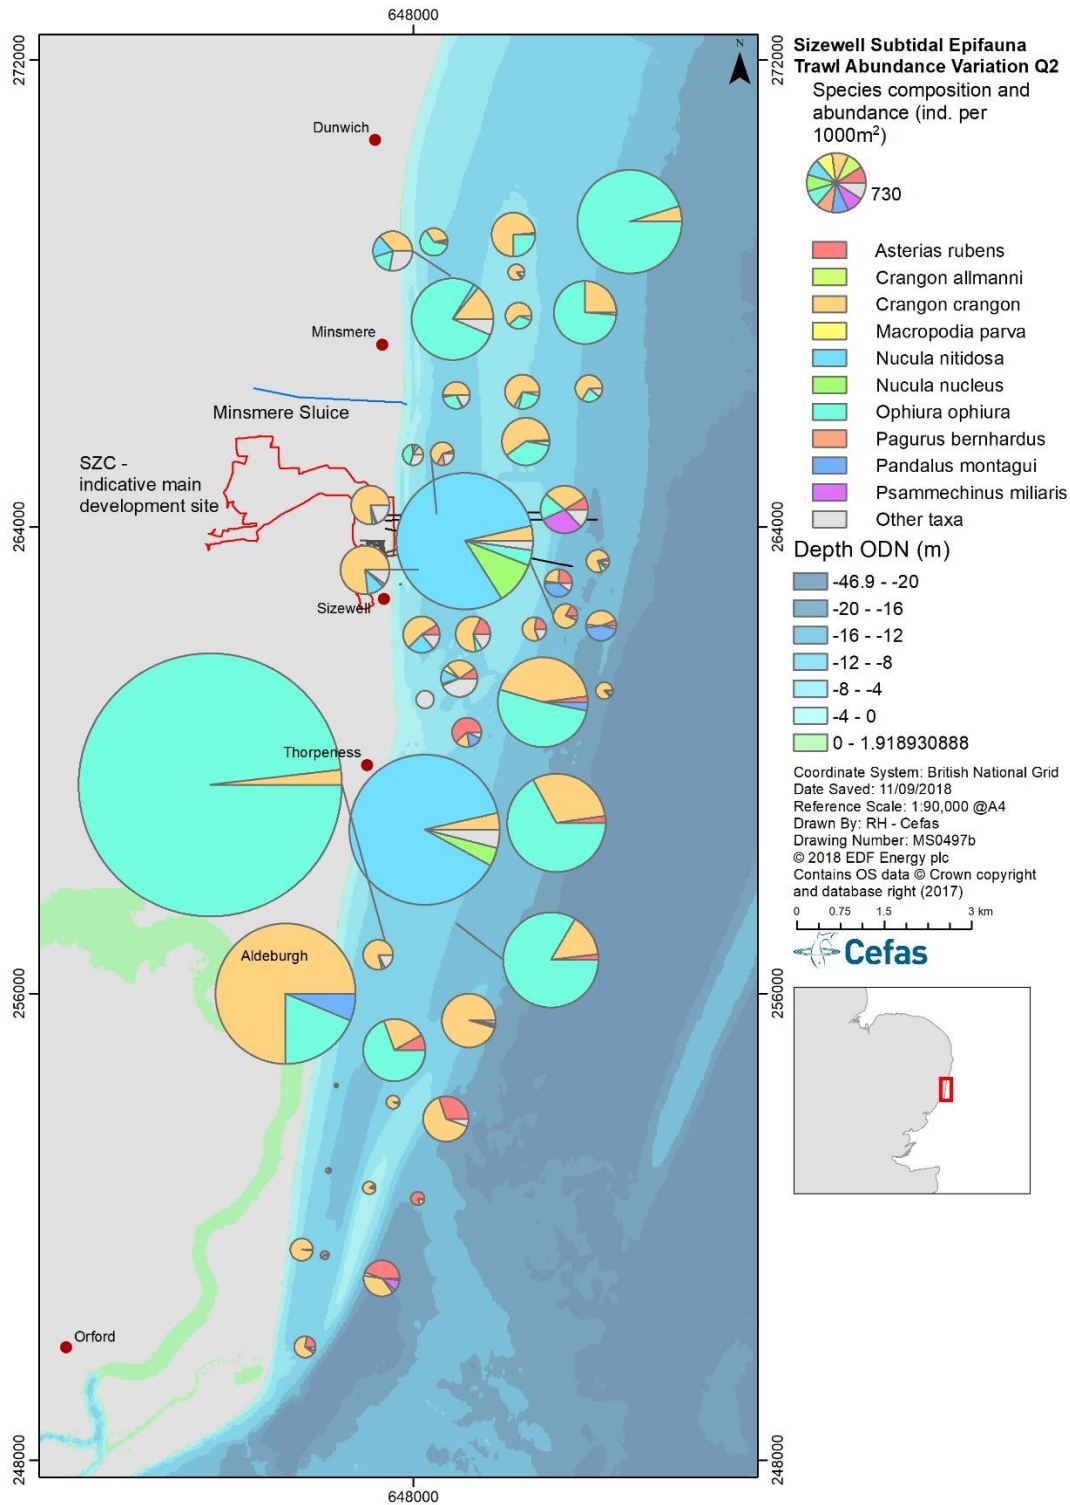 648000
272000
272000
N
Dunwich
Minsmere
Minsmere Sluice
SZC -
indicative main
development site
264000
264000
Sizewell
Thorpeness
Aldeburgh
256000
256000
Orford
248000
248000
648000
Sizewell Subtidal Epifauna
Trawl Abundance Variation Q2
Species composition and
abundance (ind. per
1000m²)
730
Asterias rubens
Crangon allmanni
Crangon crangon
Macropodia parva
Nucula nitidosa
Nucula nucleus
Ophiura ophiura
Pagurus bernhardus
Pandalus montagui
Psammechinus miliaris
Other taxa
Depth ODN (m)
-46.9 - -20
-20 - -16
-16 - -12
-12 - -8
-8 - -4
-4 - 0
0 - 1.918930888
Coordinate System: British National Grid
Date Saved: 11/09/2018
Reference Scale: 1:90,000 @A4
Drawn By: RH - Cefas
Drawing Number: MS0497b
© 2018 EDF Energy plc
Contains OS data © Crown copyright
and database right (2017)
0 0.75 1.5 3 km
Cefas